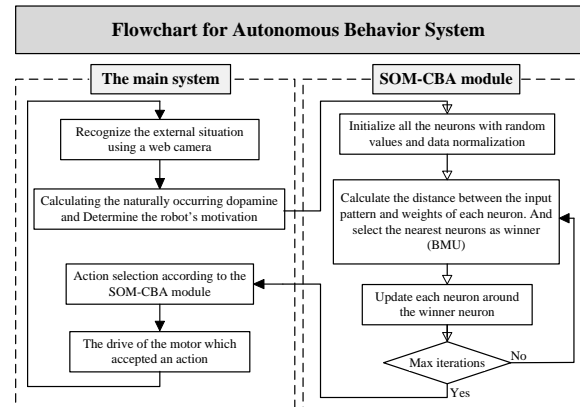 Flowchart for Autonomous Behavior System
The main system
Recognize the external situation
using a web camera
Calculating the naturally occurring dopamine
and Determine the robot's motivation
Action selection according to the
SOM-CBA module
The drive of the motor which
accepted an action
SOM-CBA module
Initialize all the neurons with random
values and data normalization
Calculate the distance between the input
pattern and weights of each neuron. And
select the nearest neurons as winner
(BMU)
Update each neuron around
the winner neuron
Max iterations
No
Yes